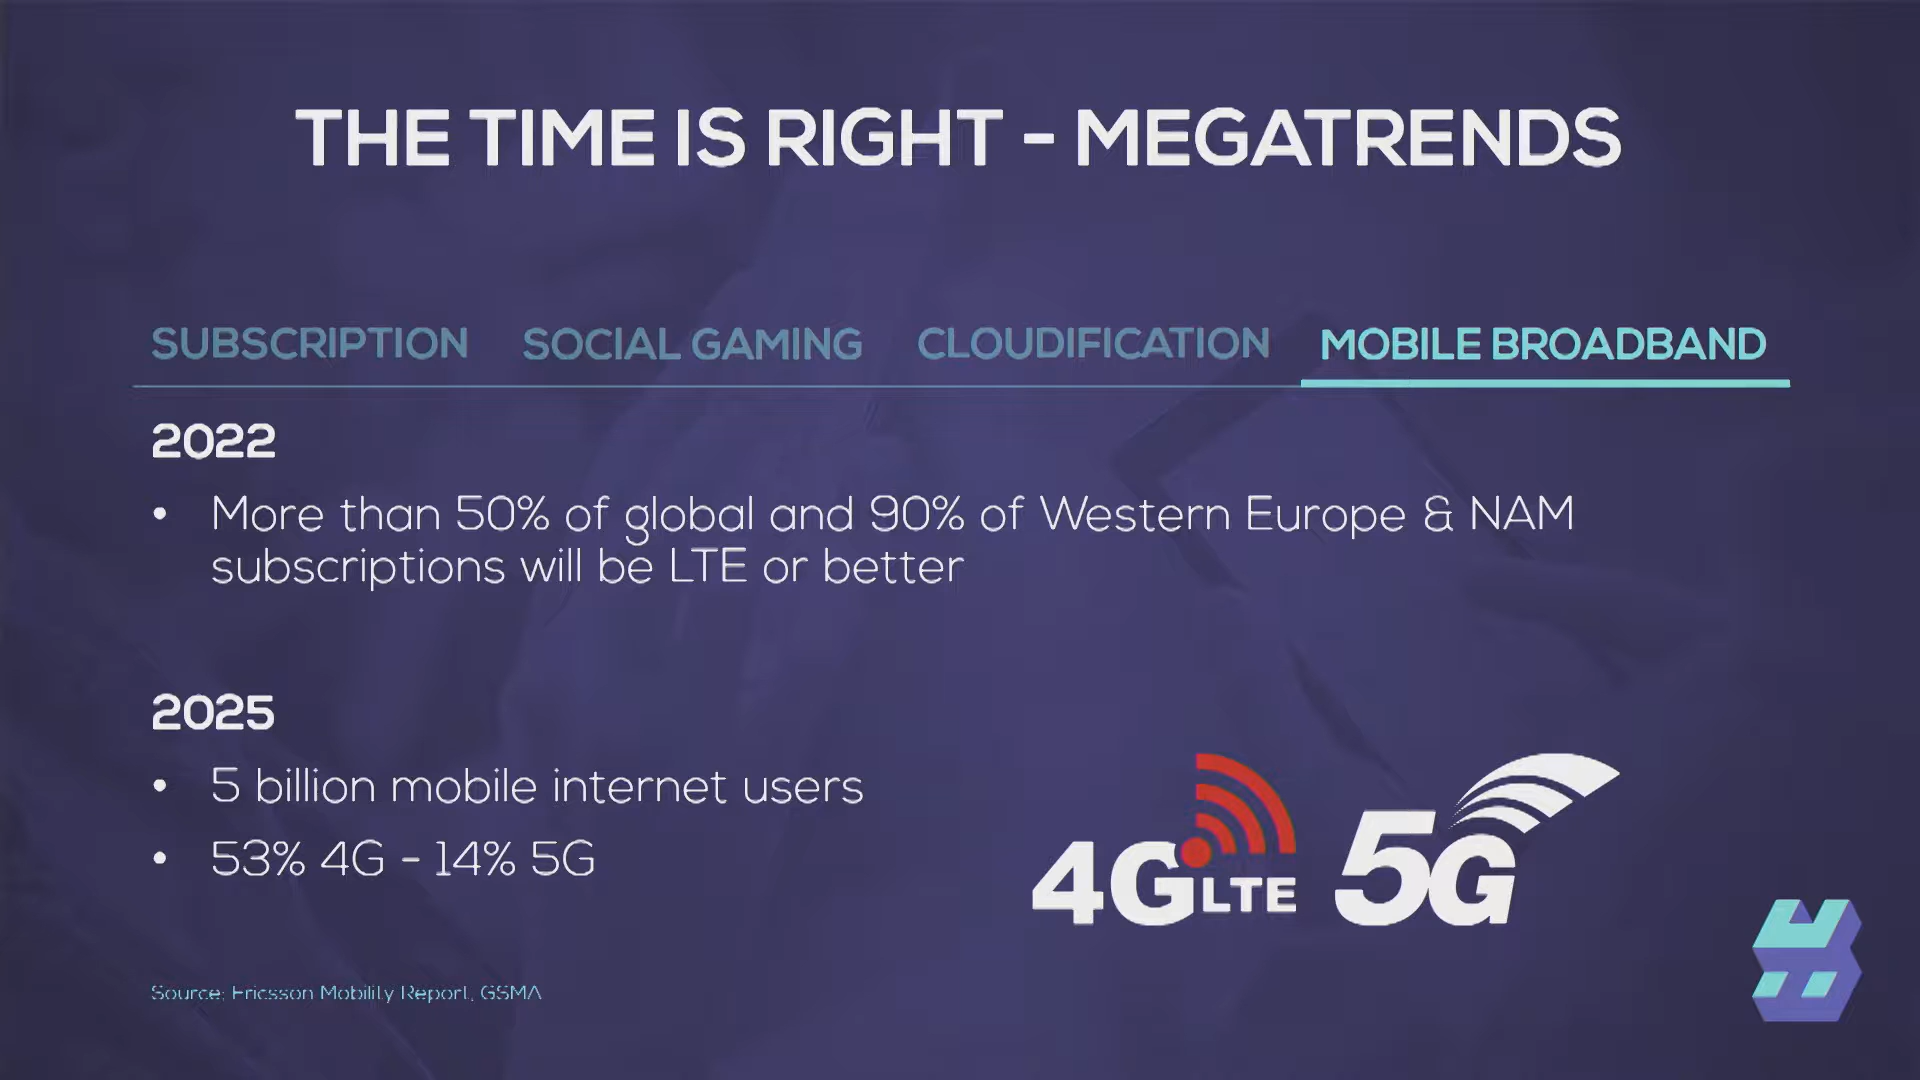 THE TIME IS RIGHT - MEGATRENDS
SUBSCRIPTION SOCIAL GAMING CLOUDIFICATION MOBILE BROADBAND
2022
• More than 50% of global and 90% of Western Europe & NAM
subscriptions will be LTE or better
2025
• 5 billion mobile internet users
• 53% 4G - 14% 5G
4G LTE 5G
Source: Ericsson Mobility Report, GSMA